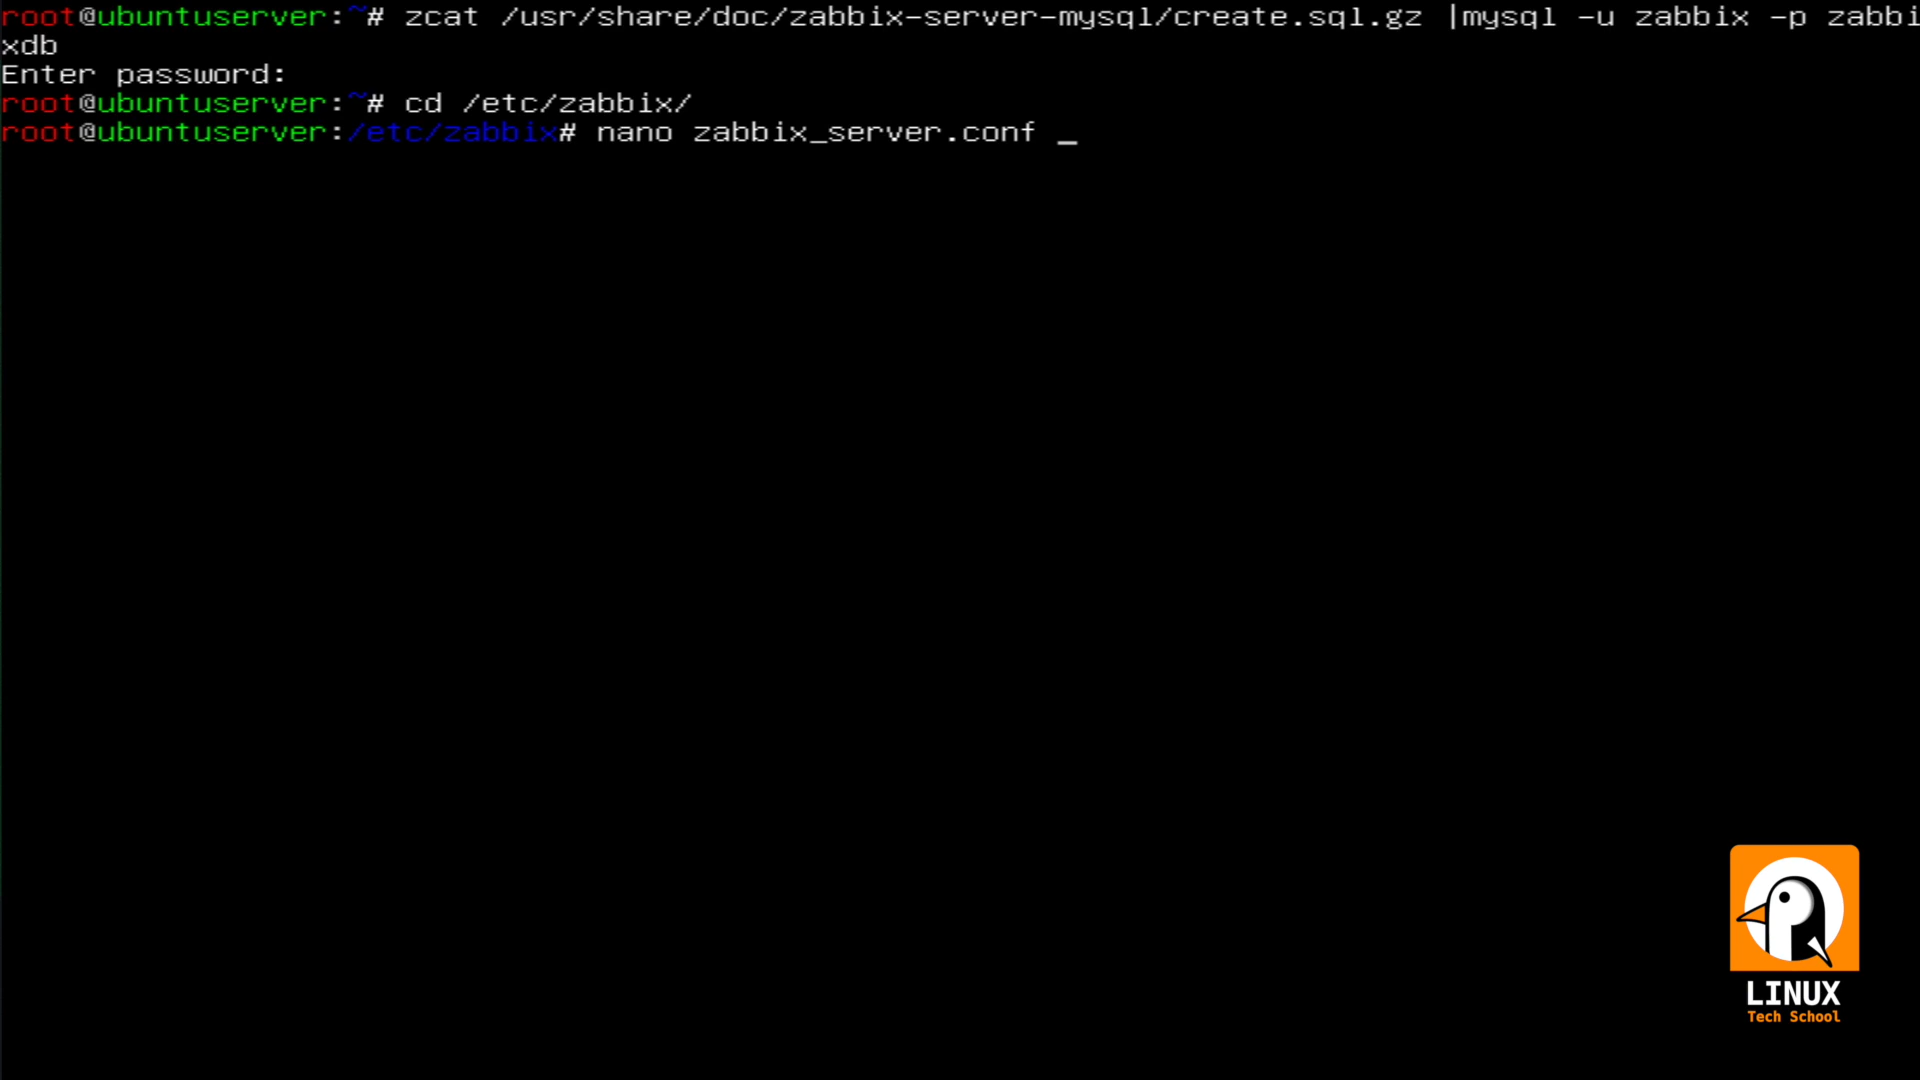 root@ubuntuserver:~# zcat /usr/share/doc/zabbix-server-mysql/create.sql.gz |mysql -u zabbix -p zabbi
xdb
Enter password:
root@ubuntuserver:~# cd /etc/zabbix/
root@ubuntuserver:/etc/zabbix# nano zabbix_server.conf _
LINUX
Tech School